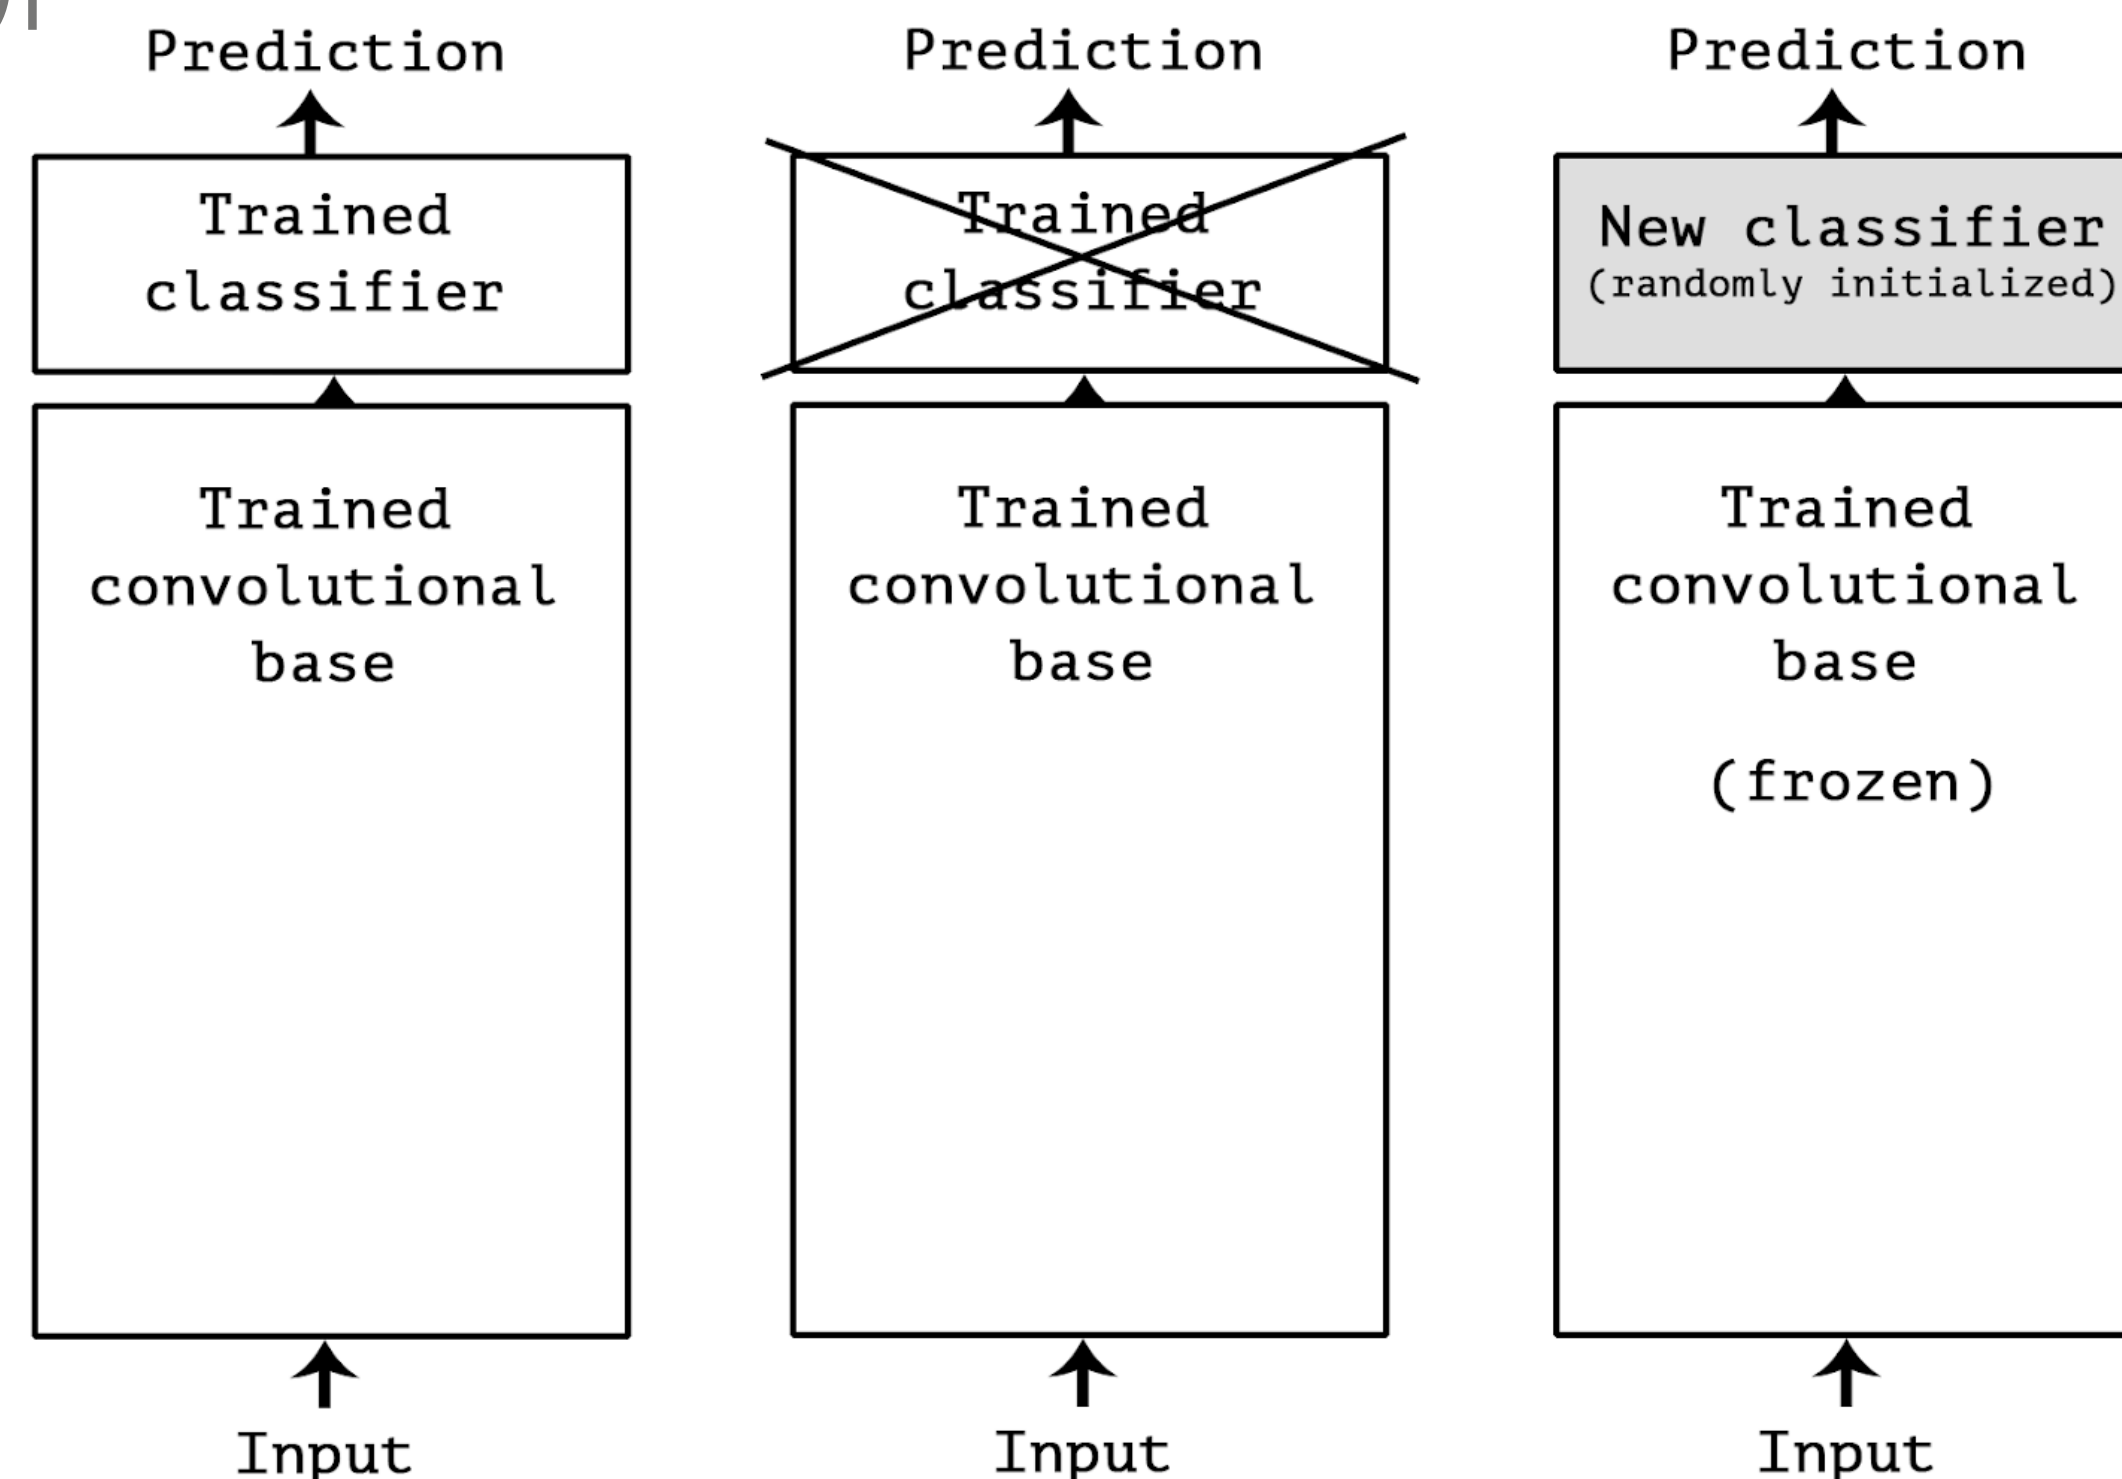 Prediction
Trained
classifier
Trained
convolutional
base
Input
Prediction
Trained
classifier
Trained
convolutional
base
Input
Prediction
New classifier
(randomly initialized)
Trained
convolutional
base
(frozen)
Input